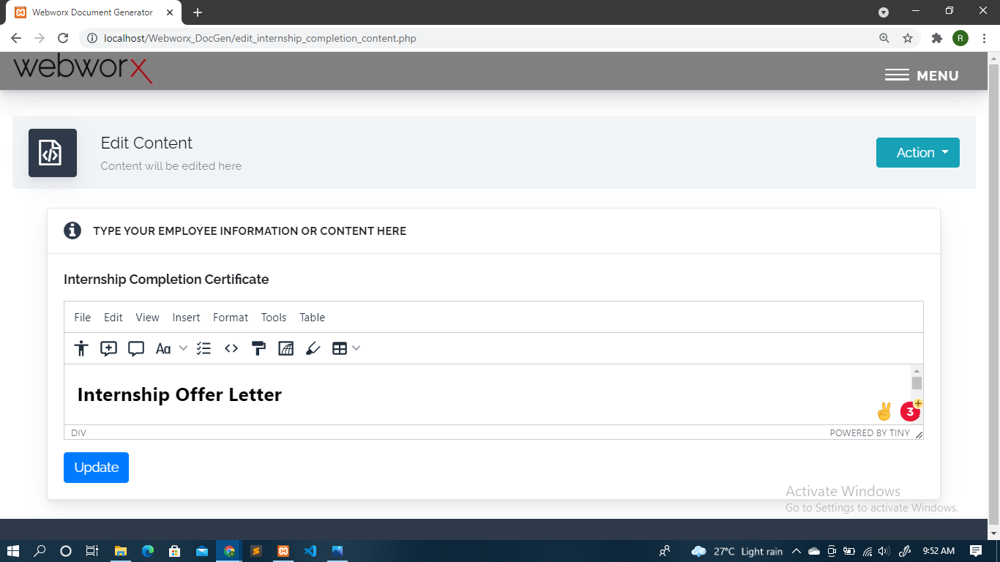 Webworx Document Generator
localhost/Webworx_DocGen/edit_internship_completion_content.php
R
webworx
MENU
Edit Content
Content will be edited here
Action
TYPE YOUR EMPLOYEE INFORMATION OR CONTENT HERE
Internship Completion Certificate
File Edit View Insert Format Tools Table
Aa
Internship Offer Letter
3
DIV
POWERED BY TINY
Update
Activate Windows
Go to Settings to activate Windows.
27°C Light rain
9:52 AM